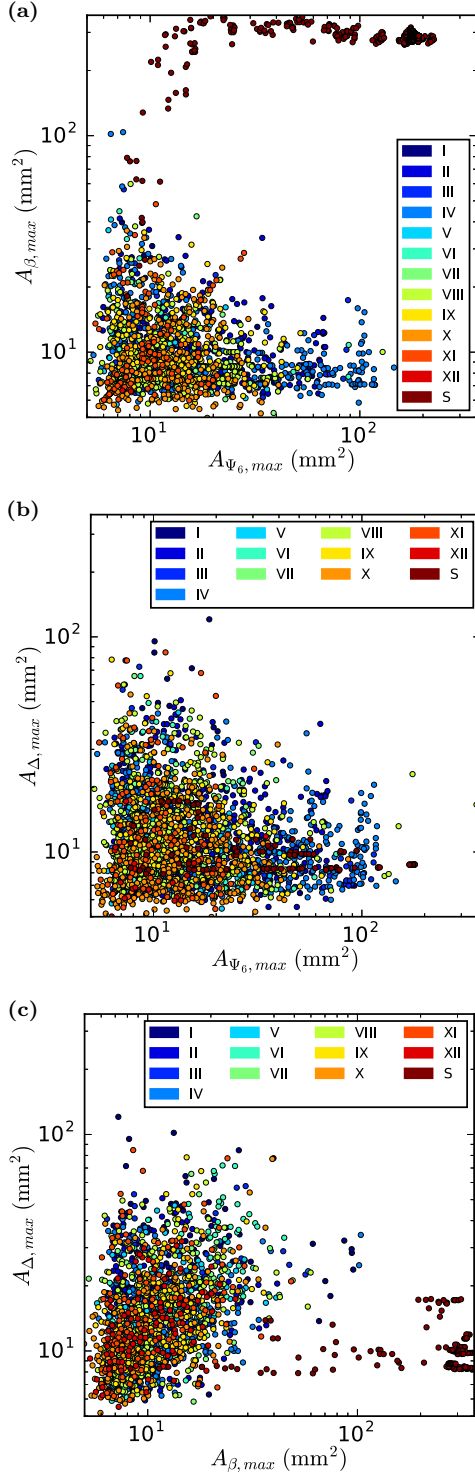 (a)
10²
10¹
A_{β,max} (mm²)
I
II
III
IV
V
VI
VII
VIII
IX
X
XI
XII
S
10¹ 10²
A_{Ψ₆,max} (mm²)
(b)
I V VIII XI
II VI IX XII
III VII X S
IV
10²
10¹
A_{Δ,max} (mm²)
10¹ 10²
A_{Ψ₆,max} (mm²)
(c)
I V VIII XI
II VI IX XII
III VII X S
IV
10²
10¹
A_{Δ,max} (mm²)
10¹ 10²
A_{β,max} (mm²)